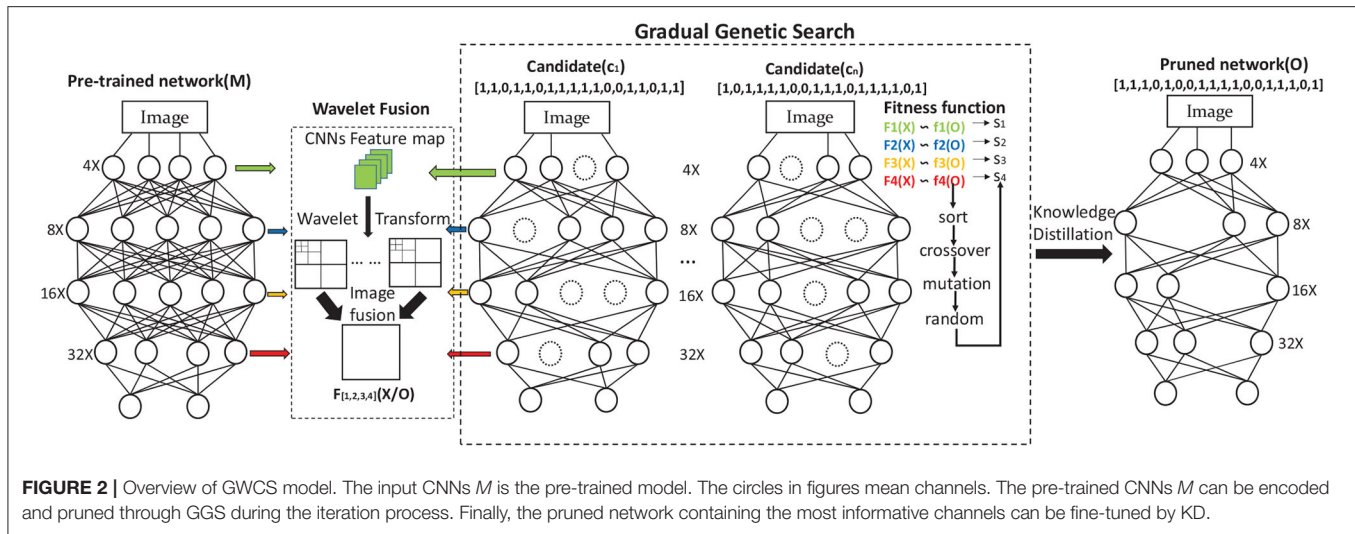 Gradual Genetic Search
Pre-trained network(M)
Image
4X
8X
16X
32X
Wavelet Fusion
CNNs Feature map
Wavelet Transform
... ...
Image
fusion
F[1,2,3,4](X/O)
Candidate(c1)
[1,1,0,1,1,0,1,1,1,1,1,0,0,1,1,0,1,1]
Image
4X
8X
...
16X
32X
Candidate(cn)
[1,0,1,1,1,1,0,0,1,1,1,0,1,1,1,1,0,1]
Image
Fitness function
F1(X) ∽ f1(O) → S1
F2(X) ∽ f2(O) → S2
F3(X) ∽ f3(O) → S3
F4(X) ∽ f4(O) → S4
sort
crossover
mutation
random
Knowledge
Distillation
Pruned network(O)
[1,1,1,0,1,0,0,1,1,1,1,0,0,1,1,1,0,1]
Image
4X
8X
16X
32X
FIGURE 2 | Overview of GWCS model. The input CNNs M is the pre-trained model. The circles in figures mean channels. The pre-trained CNNs M can be encoded
and pruned through GGS during the iteration process. Finally, the pruned network containing the most informative channels can be fine-tuned by KD.